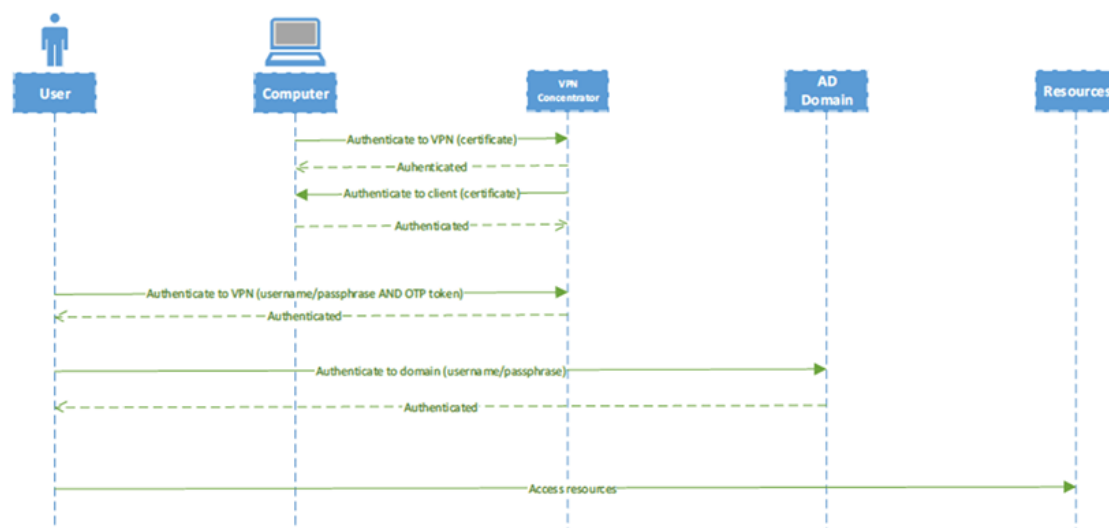 User
Computer
VPN
Concentrator
AD
Domain
Resources
Authenticate to VPN (certificate)
Auhenticated
Authenticate to client (certificate)
Authenticated
Authenticate to VPN (username/passphrase AND OTP token)
Authenticated
Authenticate to domain (username/passphrase)
Authenticated
Access resources